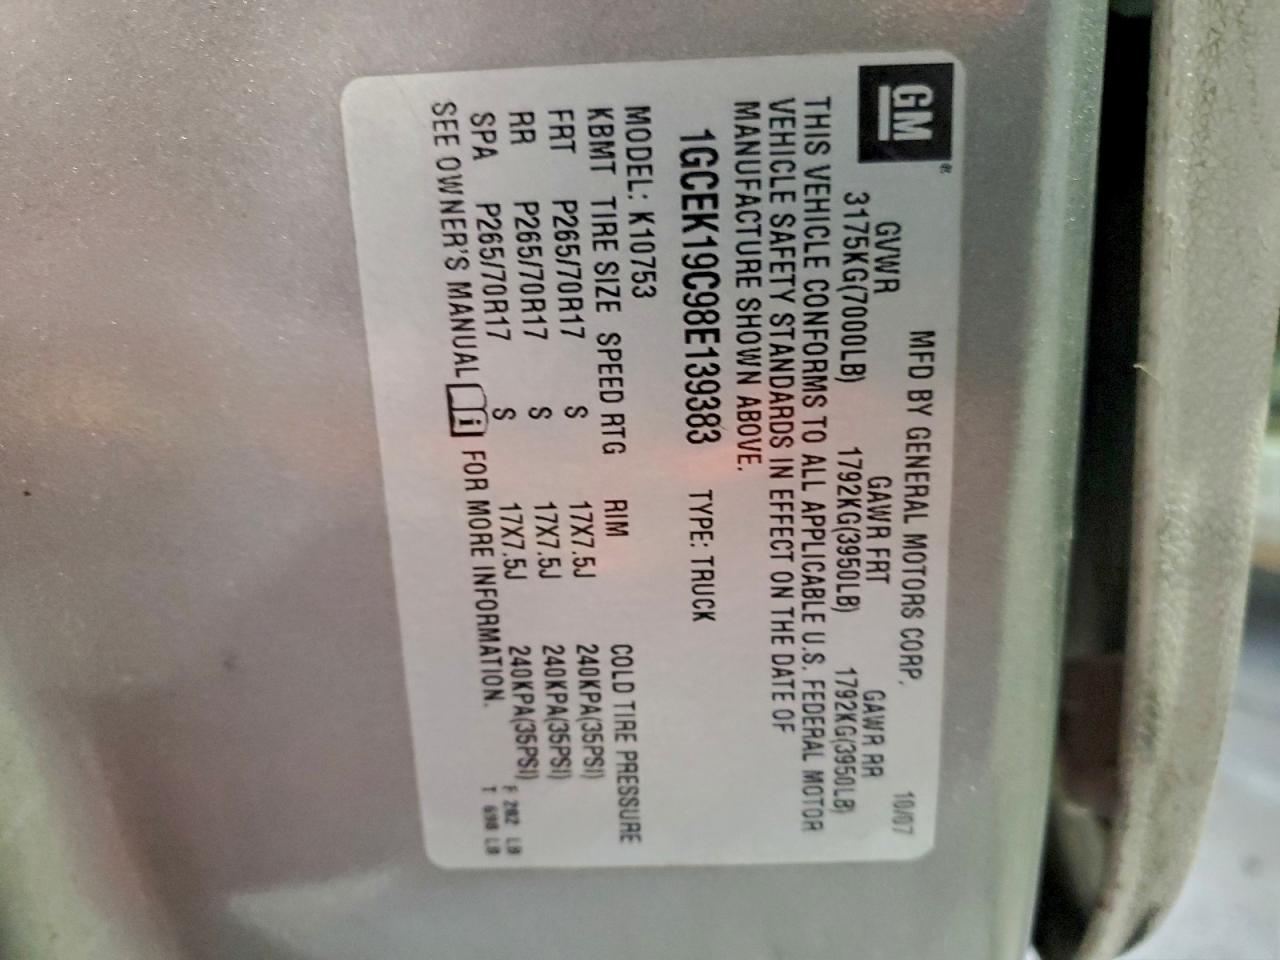 GM®
MFD BY GENERAL MOTORS CORP. 10/07
GVWR GAWR FRT GAWR RR
3175KG(7000LB) 1792KG(3950LB) 1792KG(3950LB)
THIS VEHICLE CONFORMS TO ALL APPLICABLE U.S. FEDERAL MOTOR
VEHICLE SAFETY STANDARDS IN EFFECT ON THE DATE OF
MANUFACTURE SHOWN ABOVE.
1GCEK19C98E139383 TYPE: TRUCK
MODEL: K10753
KBMT TIRE SIZE SPEED RTG RIM COLD TIRE PRESSURE
FRT P265/70R17 S 17X7.5J 240KPA(35PSI)
RR P265/70R17 S 17X7.5J 240KPA(35PSI)
SPA P265/70R17 S 17X7.5J 240KPA(35PSI)
SEE OWNER'S MANUAL i FOR MORE INFORMATION.
F 202 LB
T 698 LB